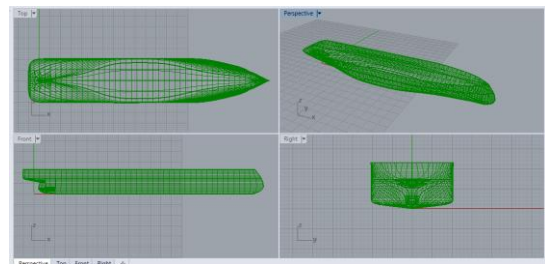 Top
Perspective
Front
Right
Perspective Top Front Right